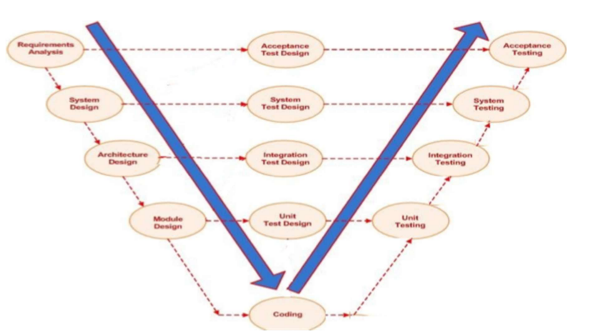 Requirements
Analysis
Acceptance
Test Design
Acceptance
Testing
System
Design
System
Test Design
System
Testing
Architecture
Design
Integration
Test Design
Integration
Testing
Module
Design
Unit
Test Design
Unit
Testing
Coding